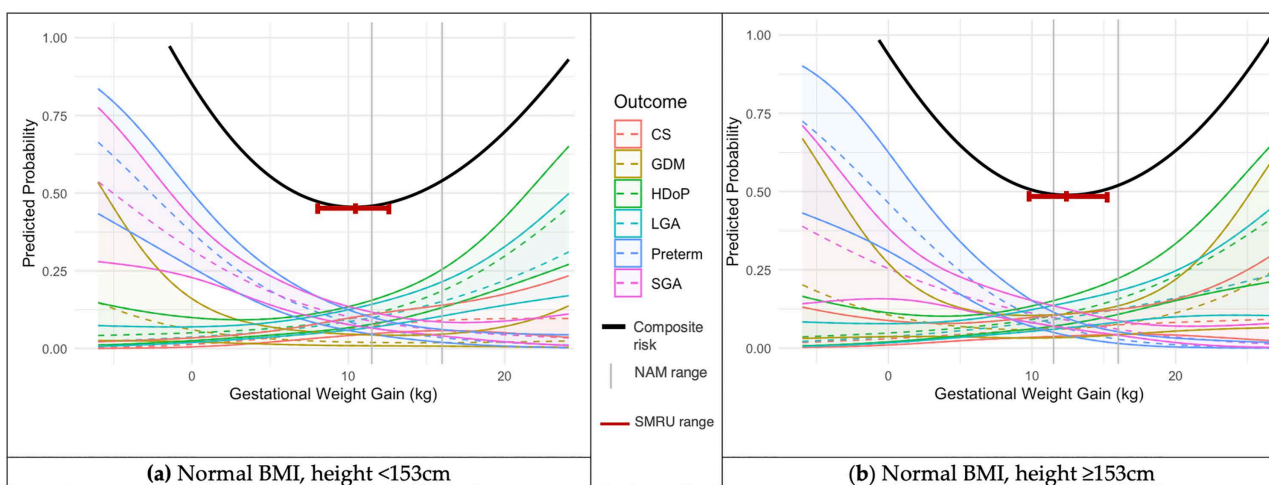 1.00
0.75
0.50
0.25
0.00
Predicted Probability
0
10
20
Gestational Weight Gain (kg)
(a) Normal BMI, height <153cm
Outcome
CS
GDM
HDoP
LGA
Preterm
SGA
Composite
risk
NAM range
SMRU range
1.00
0.75
0.50
0.25
0.00
Predicted Probability
0
10
20
Gestational Weight Gain (kg)
(b) Normal BMI, height ≥153cm